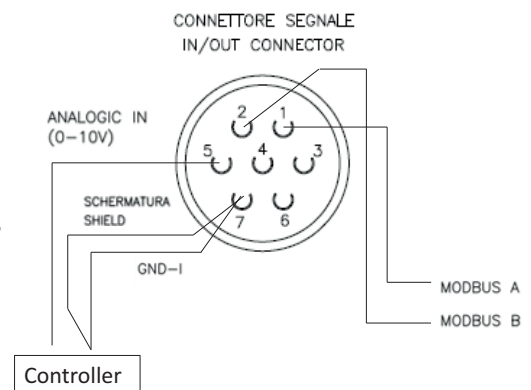 CONNETTORE SEGNALE
IN/OUT CONNECTOR
ANALOGIC IN
(0-10V)
2
1
5
4
3
SCHERMATURA
SHIELD
7
6
GND-I
MODBUS A
MODBUS B
Controller